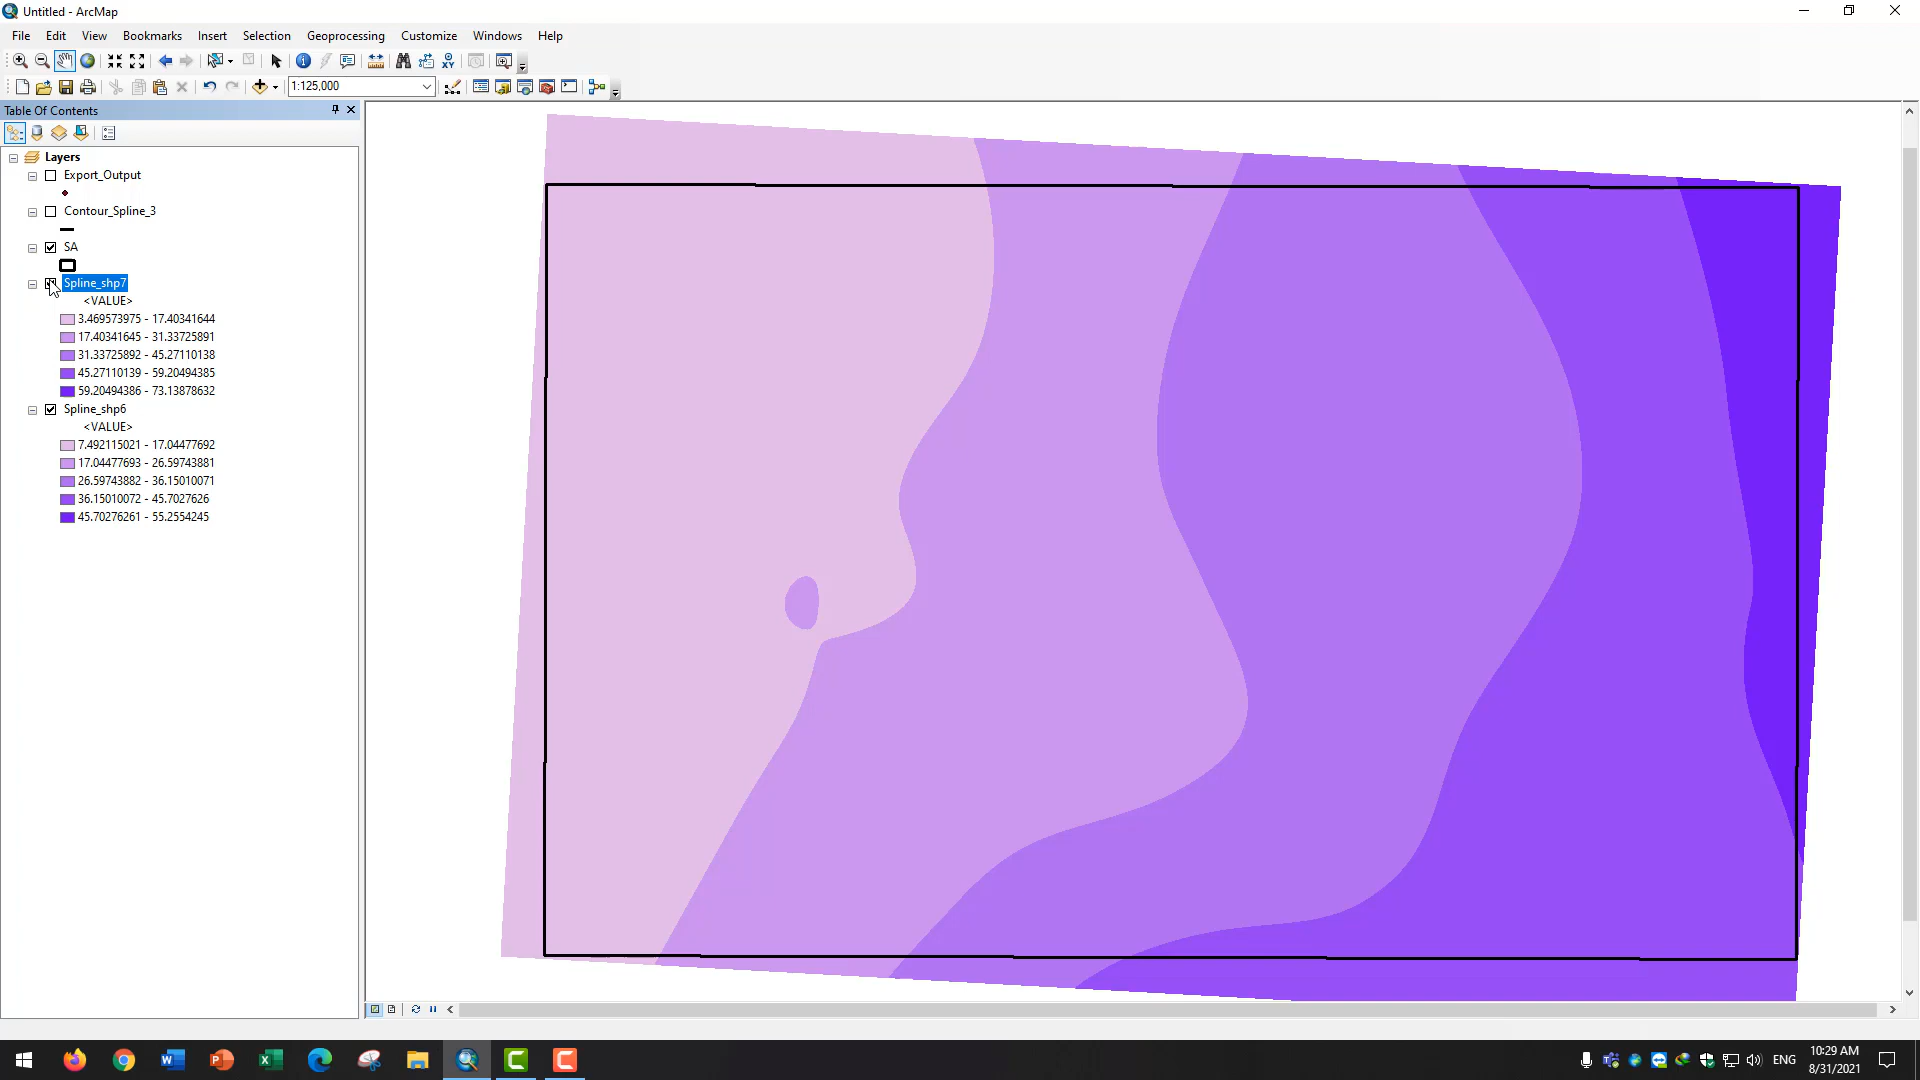 Untitled - ArcMap
File Edit View Bookmarks Insert Selection Geoprocessing Customize Windows Help
1:125,000
Table Of Contents
Layers
Export_Output
Contour_Spline_3
SA
Spline_shp7
<VALUE>
3.469573975 - 17.40341644
17.40341645 - 31.33725891
31.33725892 - 45.27110138
45.27110139 - 59.20494385
59.20494386 - 73.13878632
Spline_shp6
<VALUE>
7.492115021 - 17.04477692
17.04477693 - 26.59743881
26.59743882 - 36.15010071
36.15010072 - 45.7027626
45.70276261 - 55.2554245
ENG
10:29 AM
8/31/2021